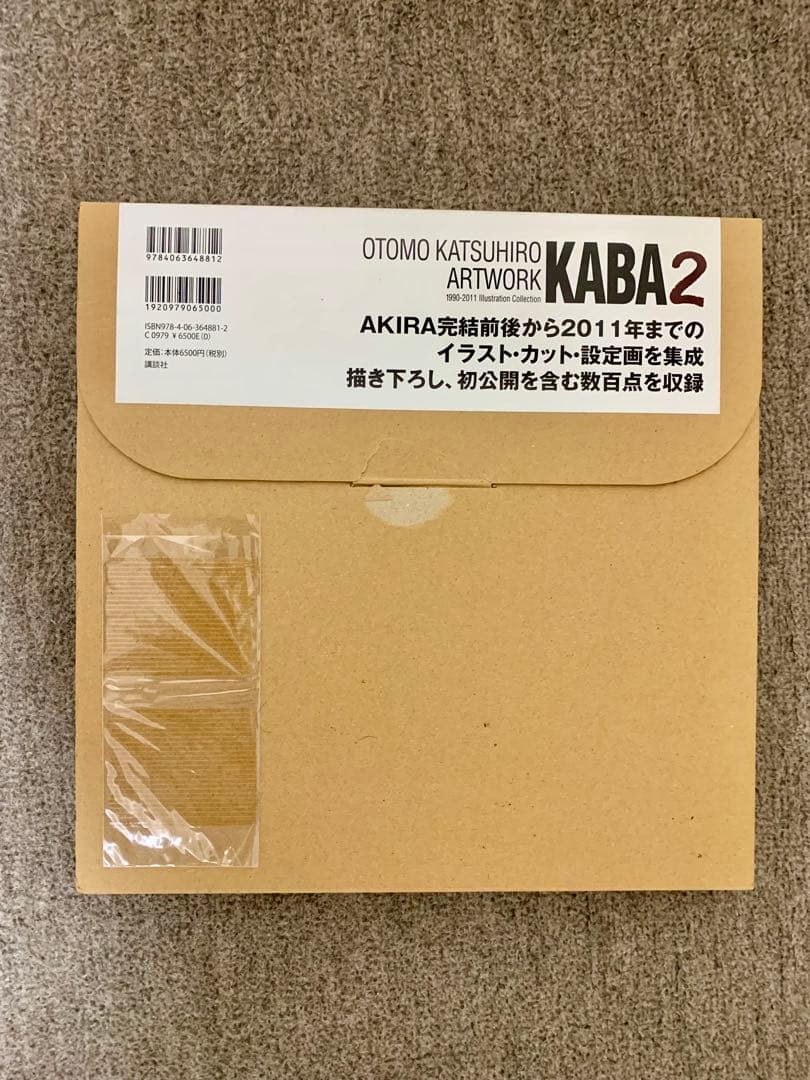 9784063648812
1920979065000
ISBN978-4-06-364881-2
C 0979 ¥ 6500E (0)
定価:本体6500円(税別)
講談社
OTOMO KATSUHIRO
ARTWORK
1990-2011 Illustration Collection
KABA2
AKIRA完結前後から2011年までの
イラスト・カット・設定画を集成
描き下ろし、初公開を含む数百点を収録